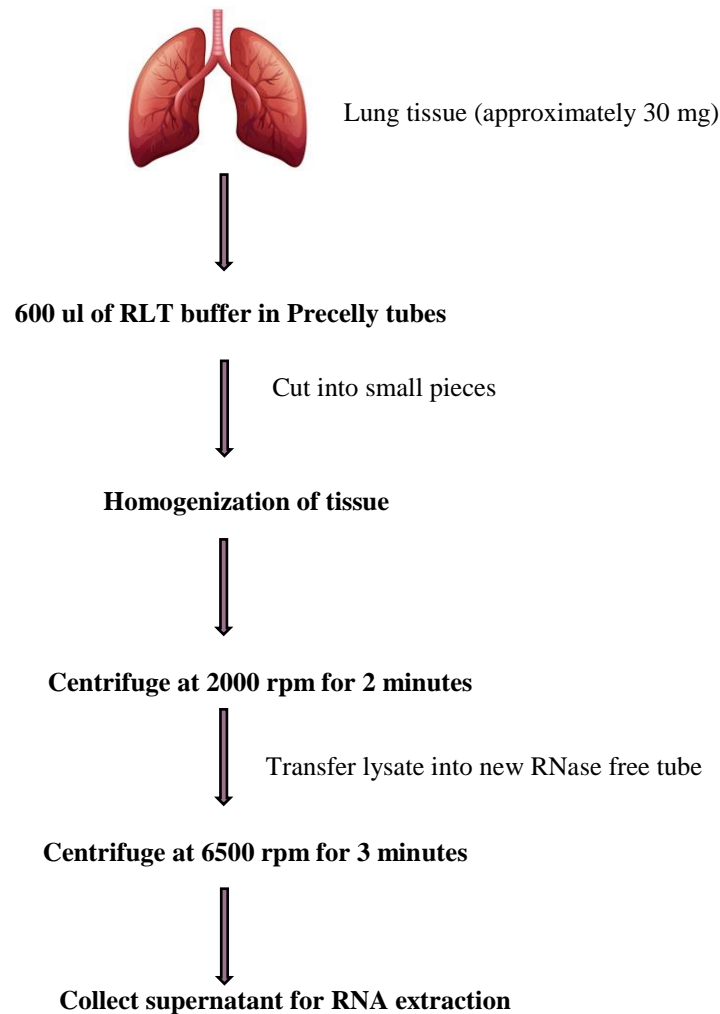 Lung tissue (approximately 30 mg)
600 ul of RLT buffer in Precelly tubes
Cut into small pieces
Homogenization of tissue
Centrifuge at 2000 rpm for 2 minutes
Transfer lysate into new RNase free tube
Centrifuge at 6500 rpm for 3 minutes
Collect supernatant for RNA extraction